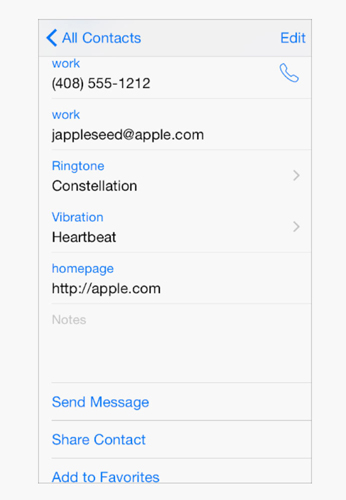 All Contacts Edit
work
(408) 555-1212
work
jappleseed@apple.com
Ringtone
Constellation
Vibration
Heartbeat
homepage
http://apple.com
Notes
Send Message
Share Contact
Add to Favorites